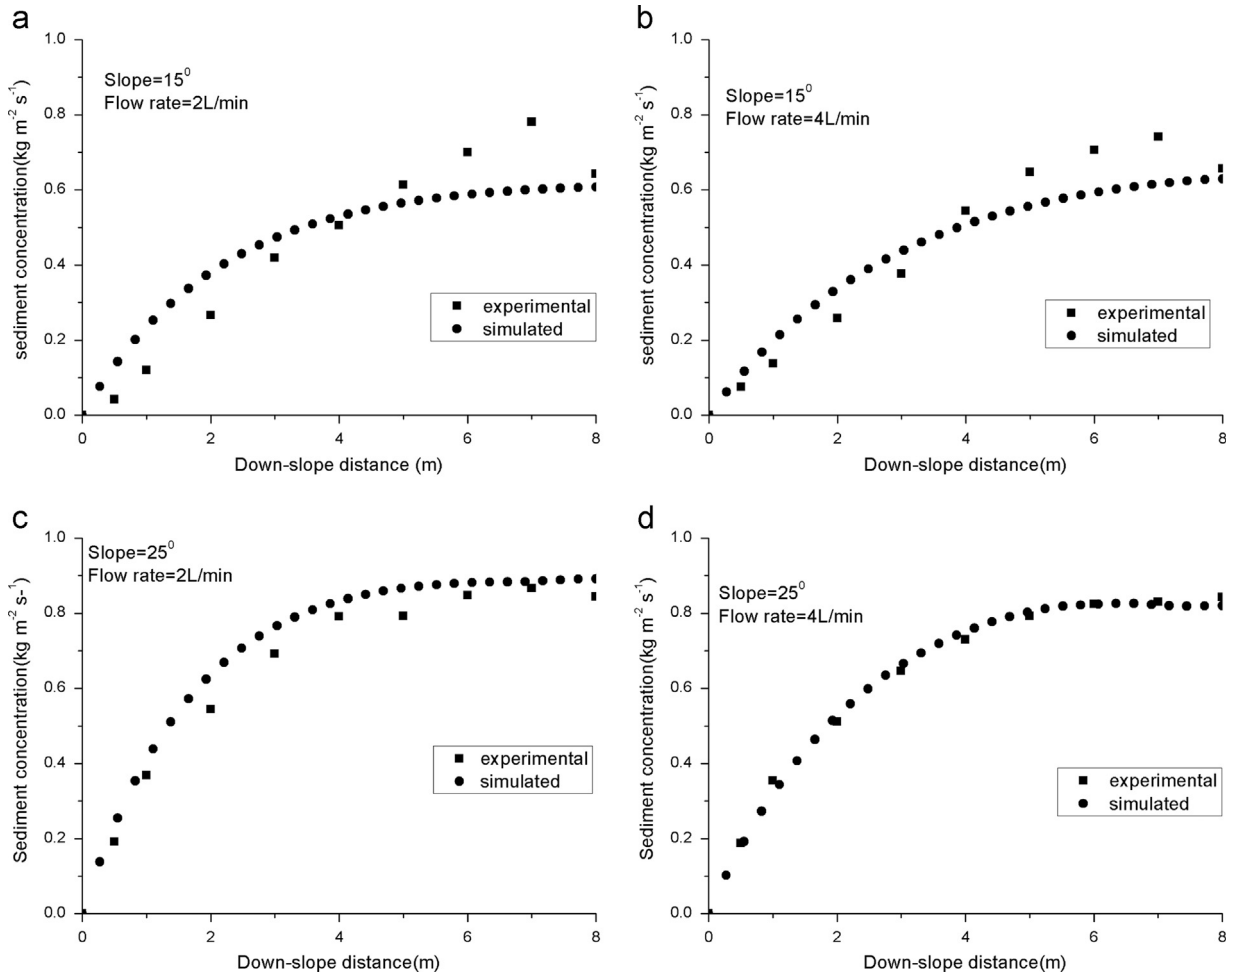 a
1.0
0.8
0.6
0.4
0.2
0.0
sediment concentration(kg m⁻² s⁻¹)
Slope=15⁰
Flow rate=2L/min
experimental
simulated
0 2 4 6 8
Down-slope distance (m)
b
1.0
0.8
0.6
0.4
0.2
0.0
sediment concentration(kg m⁻² s⁻¹)
Slope=15⁰
Flow rate=4L/min
experimental
simulated
0 2 4 6 8
Down-slope distance(m)
c
1.0
0.8
0.6
0.4
0.2
0.0
Sediment concentration(kg m⁻² s-¹)
Slope=25⁰
Flow rate=2L/min
experimental
simulated
0 2 4 6 8
Down-slope distance(m)
d
1.0
0.8
0.6
0.4
0.2
0.0
Sediment concentration(kg m⁻² s⁻¹)
Slope=25⁰
Flow rate=4L/min
experimental
simulated
0 2 4 6 8
Down-slope distance(m)